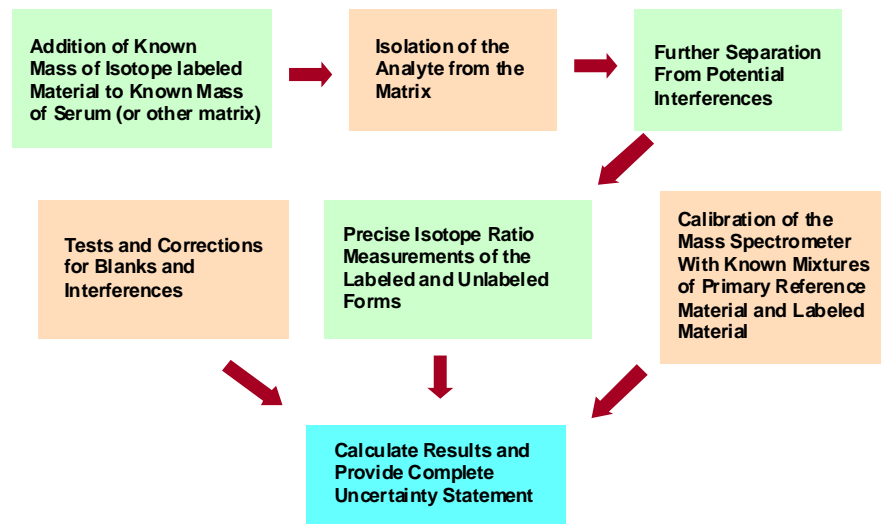 Addition of Known
Mass of Isotope labeled
Material to Known Mass
of Serum (or other matrix)
Isolation of the
Analyte from the
Matrix
Further Separation
From Potential
Interferences
Tests and Corrections
for Blanks and
Interferences
Precise Isotope Ratio
Measurements of the
Labeled and Unlabeled
Forms
Calibration of the
Mass Spectrometer
With Known Mixtures
of Primary Reference
Material and Labeled
Material
Calculate Results and
Provide Complete
Uncertainty Statement